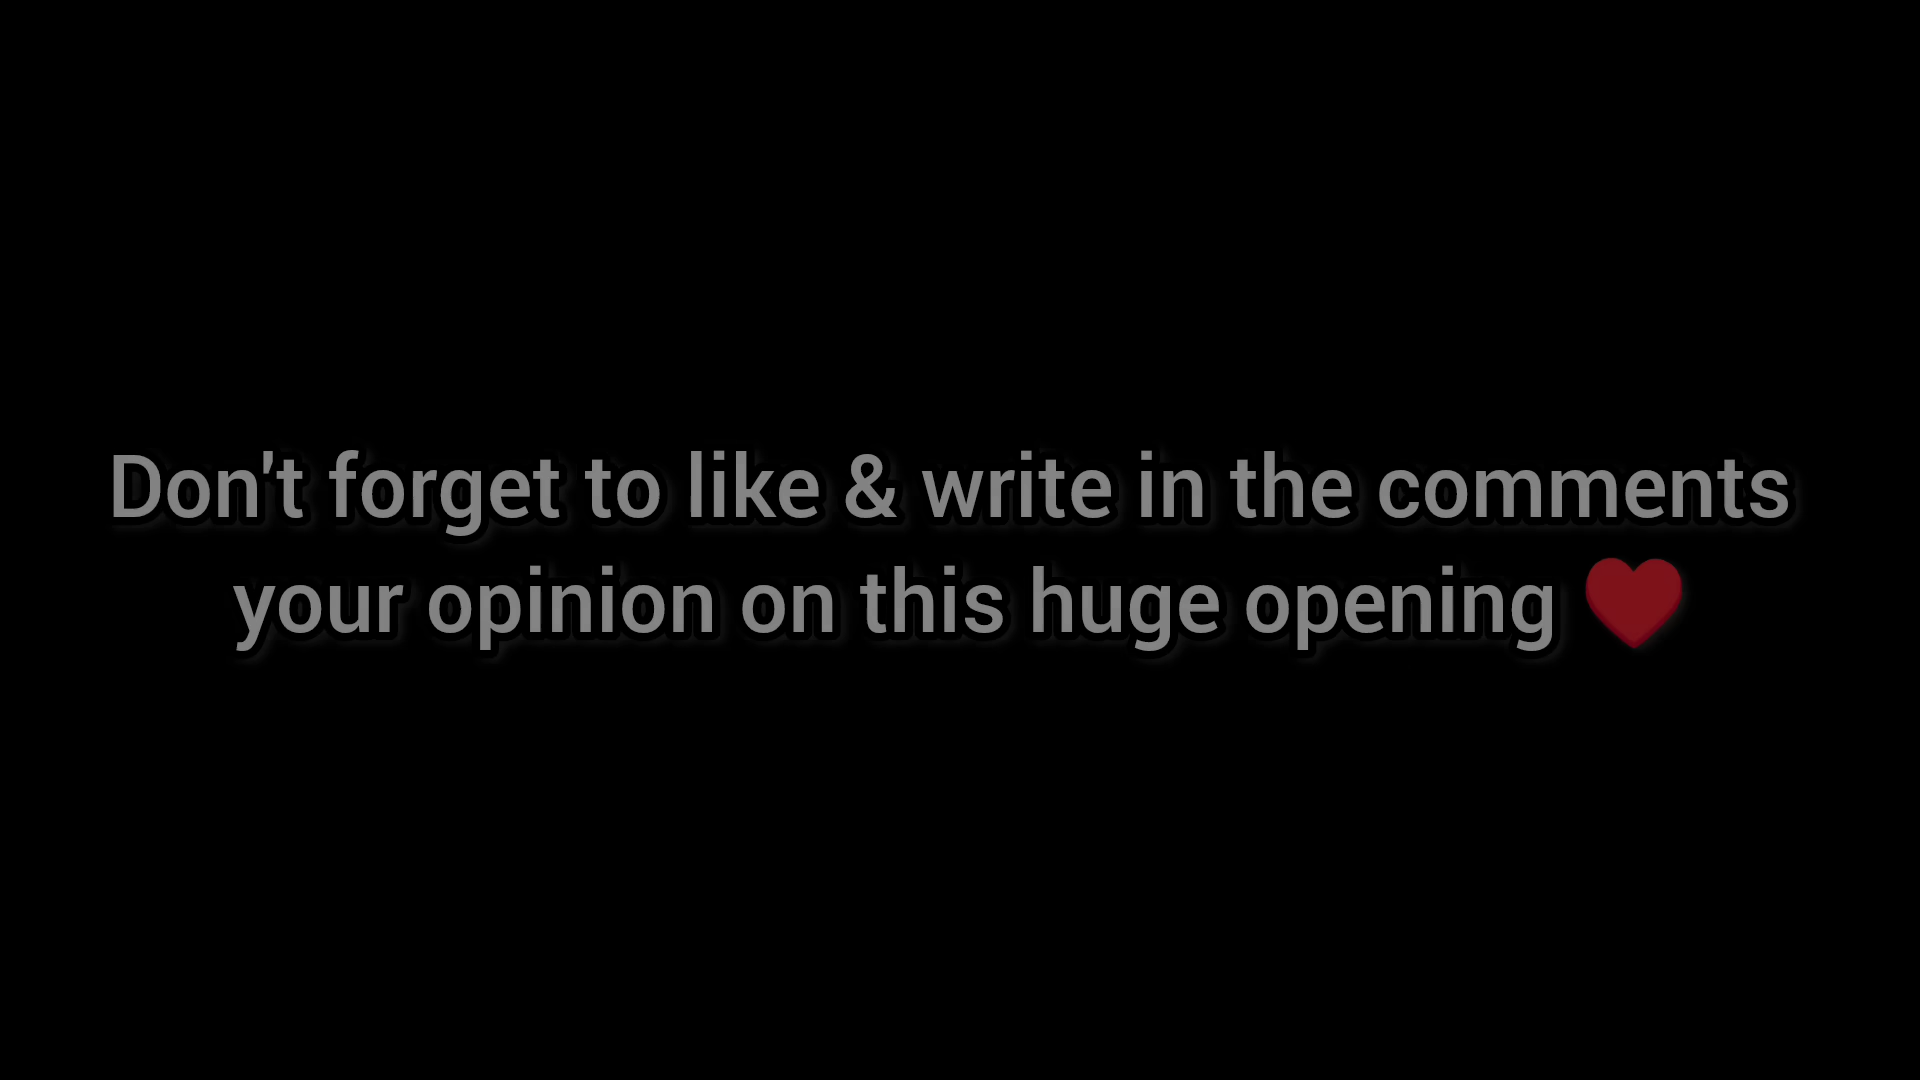 Don't forget to like & write in the comments
your opinion on this huge opening ❤️